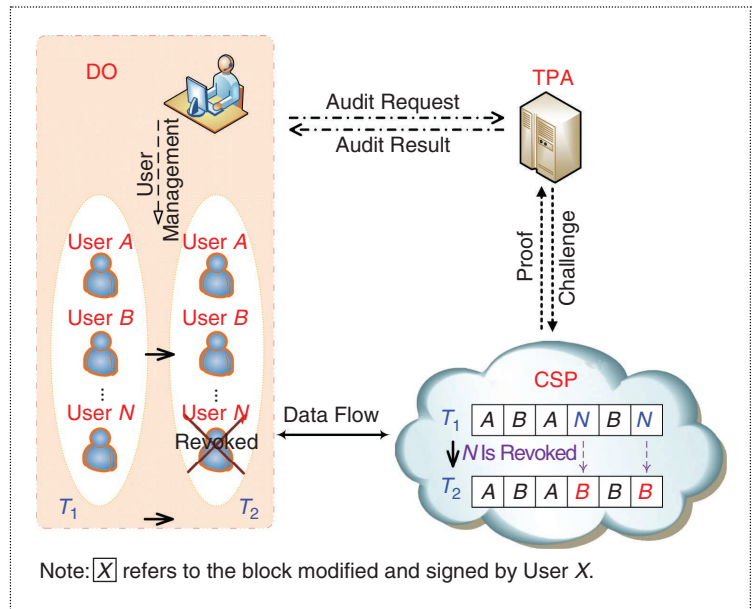 DO
TPA
Audit Request
Audit Result
User
Management
User A
User A
User B
User B
⋮
⋮
User N
User N
Revoked
T1
T2
Proof
Challenge
Data Flow
CSP
T1 A B A N B N
N Is Revoked
T2 A B A B B B
Note: X refers to the block modified and signed by User X.